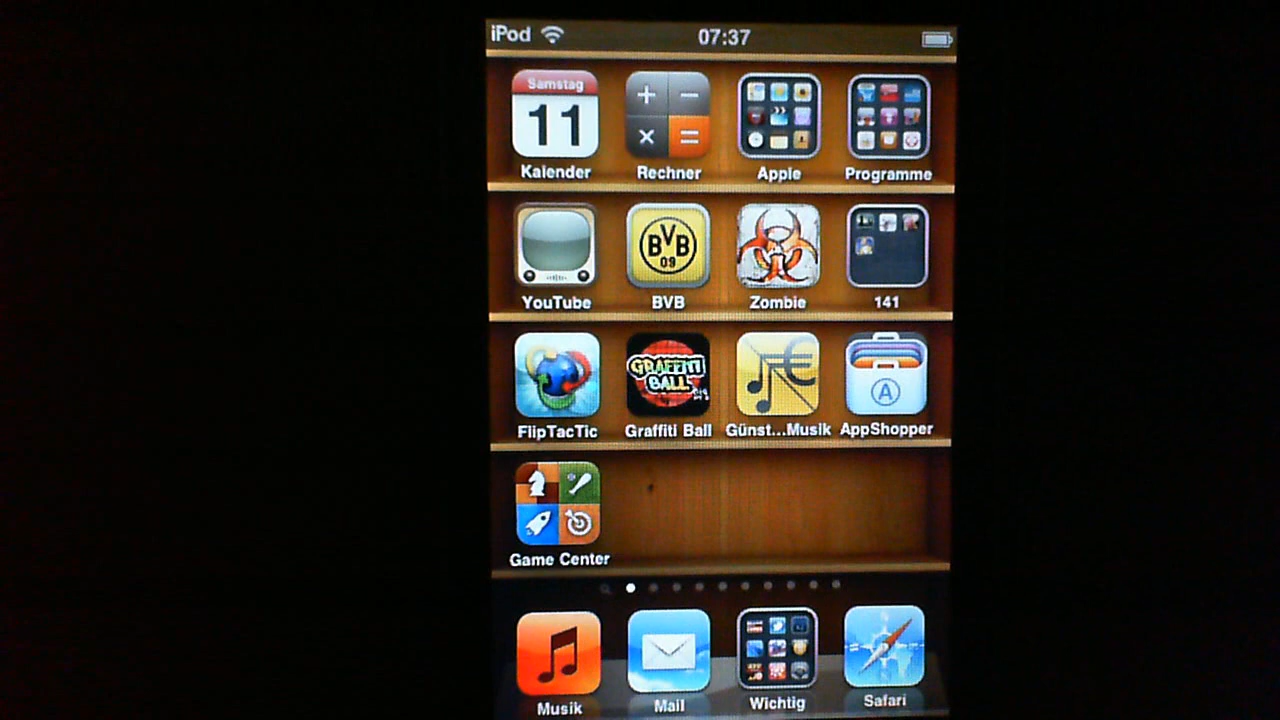 iPod 07:37
Samstag
11
Kalender Rechner Apple Programme
BVB
09
YouTube BVB Zombie 141
GRAFFITI
BALL
FlipTacTic Graffiti Ball Günst...Musik AppShopper
Game Center
Musik Mail Wichtig Safari